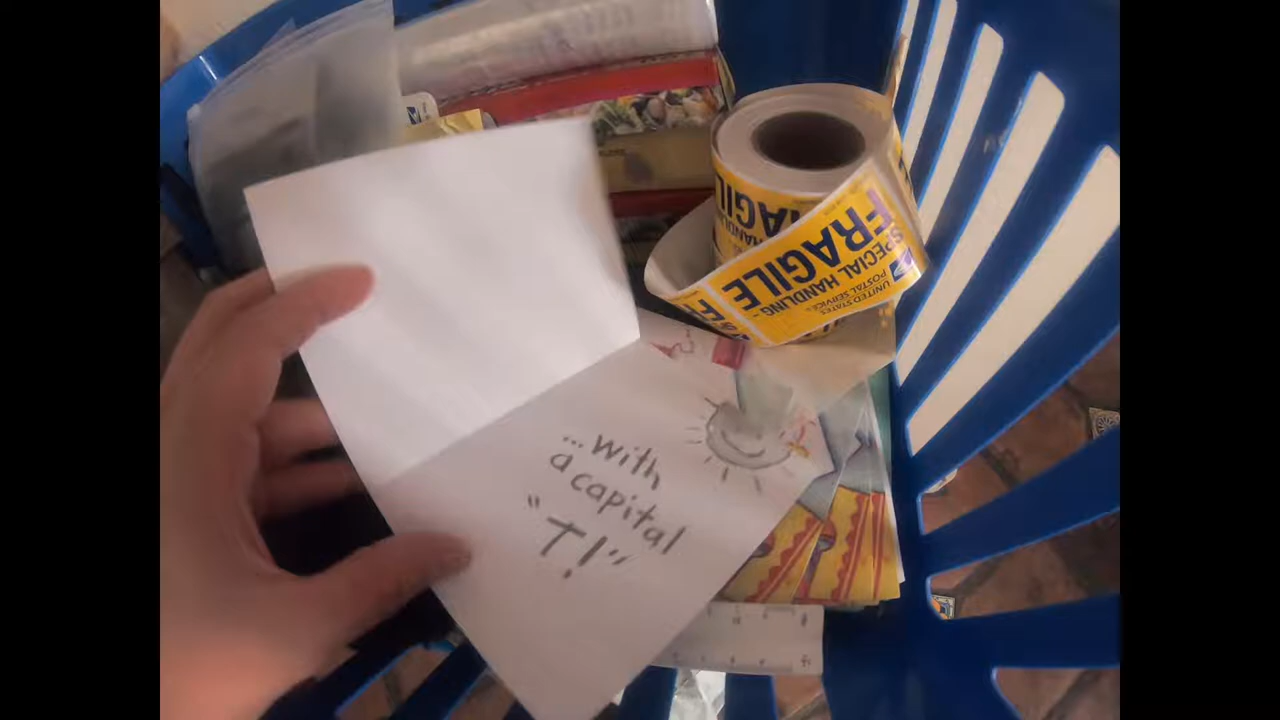 FRAGILE
SPECIAL HANDLING -
UNITED STATES
POSTAL SERVICE
...with
a capital
"T!"